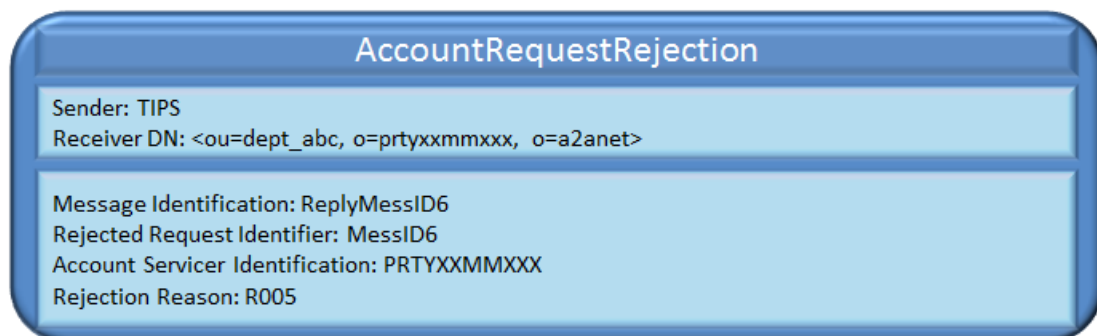 AccountRequestRejection
Sender: TIPS
Receiver DN: <ou=dept_abc, o=prtyxxmmxxx, o=a2anet>
Message Identification: ReplyMessID6
Rejected Request Identifier: MessID6
Account Servicer Identification: PRTYXXMMXXX
Rejection Reason: R005